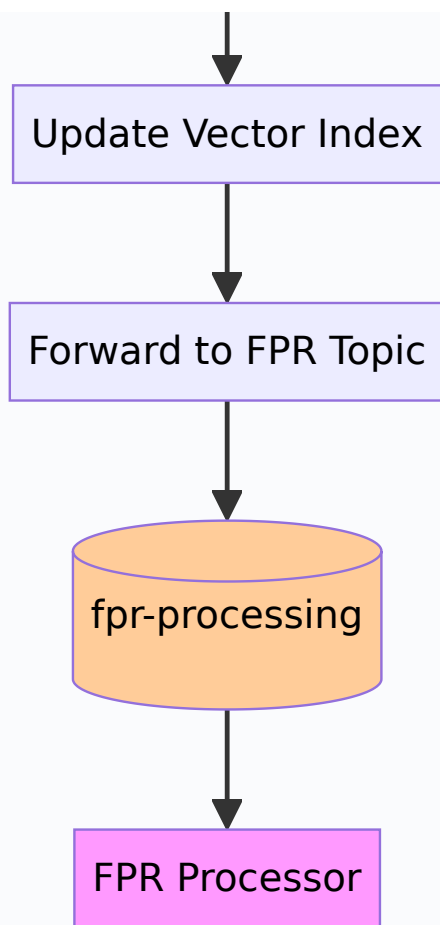 Update Vector Index
Forward to FPR Topic
fpr-processing
FPR Processor